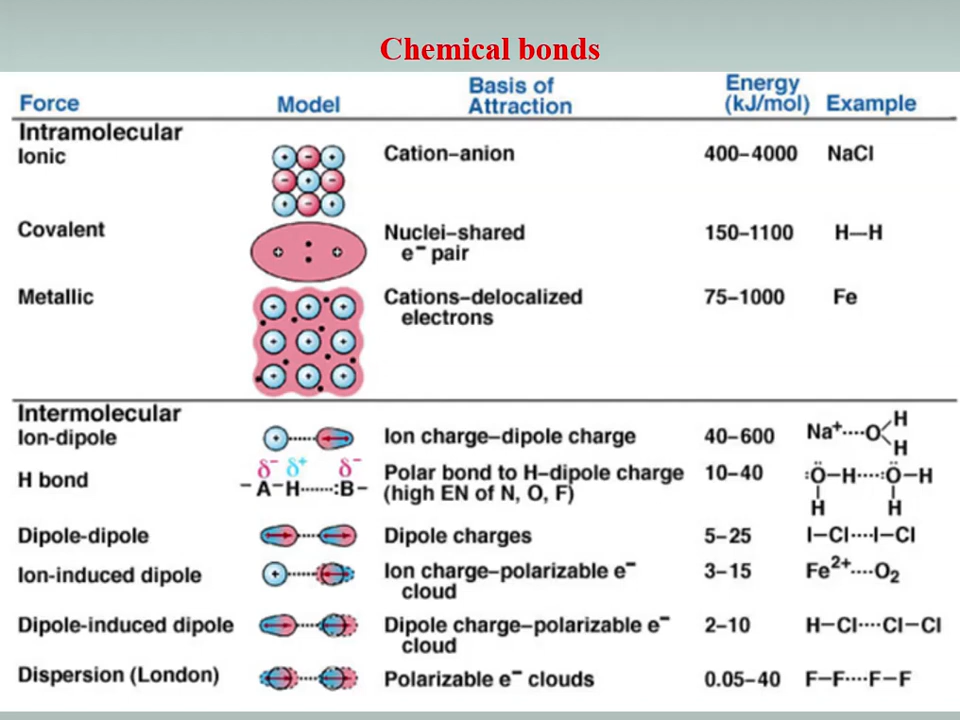 Chemical bonds
Force Model Basis of Attraction Energy (kJ/mol) Example
Intramolecular
Ionic Cation–anion 400–4000 NaCl
Covalent Nuclei–shared e⁻ pair 150–1100 H—H
Metallic Cations–delocalized electrons 75–1000 Fe
Intermolecular
Ion-dipole Ion charge–dipole charge 40–600 Na⁺····O H H
H bond δ⁻ δ⁺ δ⁻ –A–H·······:B– Polar bond to H–dipole charge (high EN of N, O, F) 10–40 :Ö–H····:Ö–H H H
Dipole-dipole Dipole charges 5–25 I–Cl····I–Cl
Ion-induced dipole Ion charge–polarizable e⁻ cloud 3–15 Fe²⁺····O₂
Dipole-induced dipole Dipole charge–polarizable e⁻ cloud 2–10 H–Cl····Cl–Cl
Dispersion (London) Polarizable e⁻ clouds 0.05–40 F–F····F–F